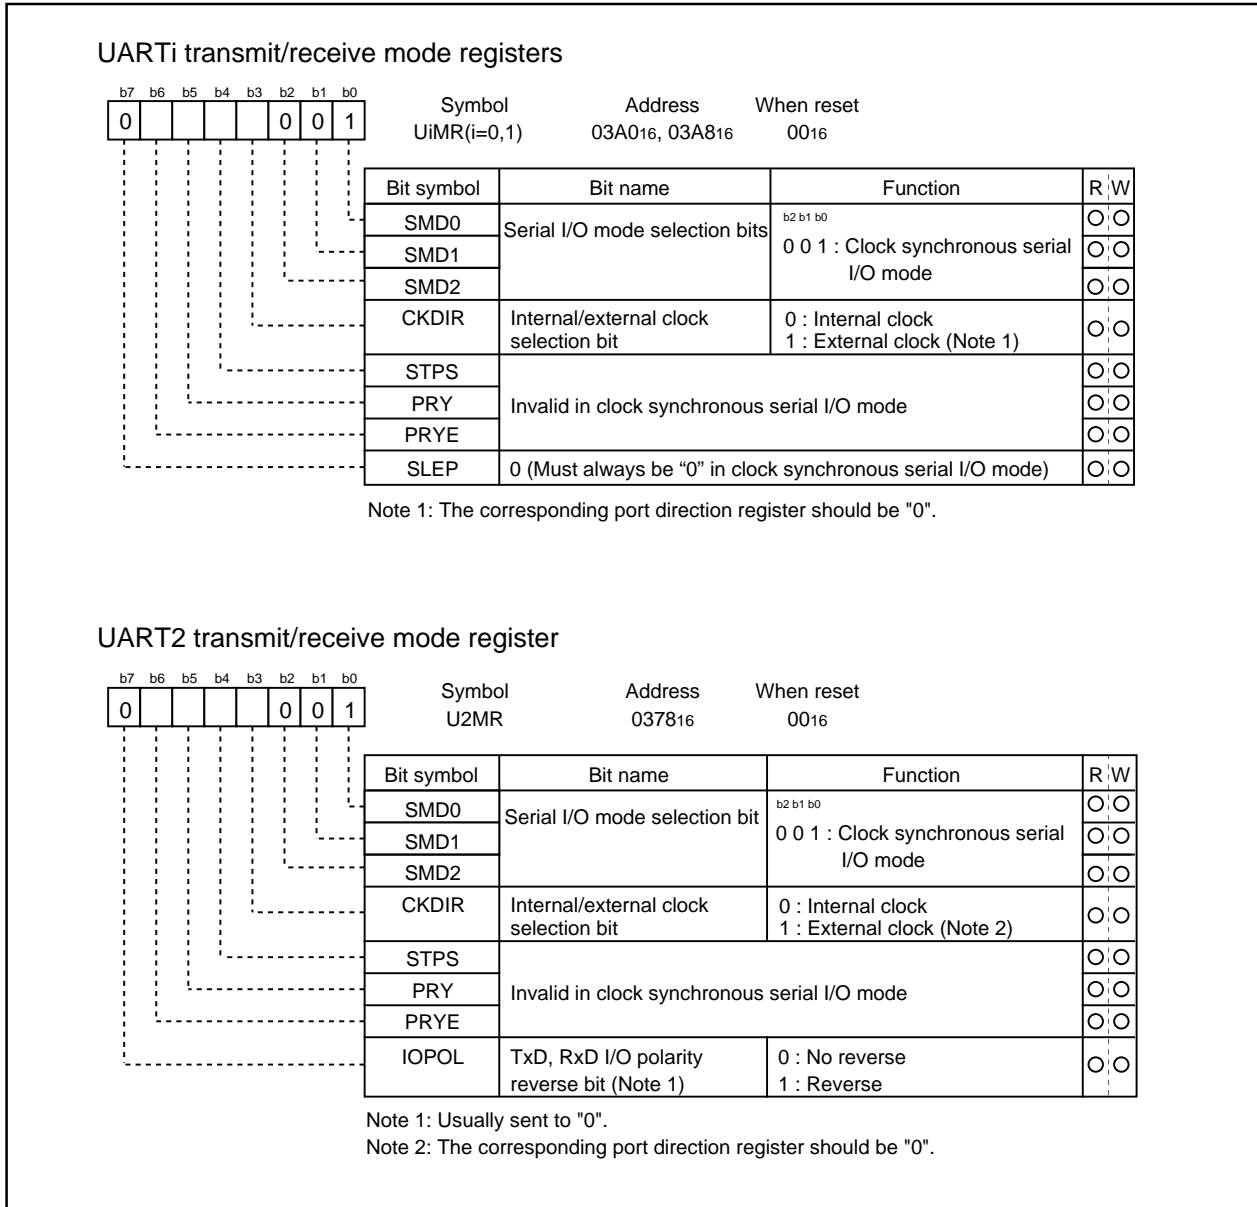 UARTi transmit/receive mode registers
b7 b6 b5 b4 b3 b2 b1 b0
Symbol Address When reset
0 0 0 1
UiMR(i=0,1) 03A016, 03A816 0016
Bit symbol Bit name Function R W
SMD0 Serial I/O mode selection bits b2 b1 b0
SMD1 0 0 1 : Clock synchronous serial
I/O mode
SMD2
CKDIR Internal/external clock 0 : Internal clock
selection bit 1 : External clock (Note 1)
STPS
PRY Invalid in clock synchronous serial I/O mode
PRYE
SLEP 0 (Must always be “0” in clock synchronous serial I/O mode)
Note 1: The corresponding port direction register should be "0".
UART2 transmit/receive mode register
b7 b6 b5 b4 b3 b2 b1 b0
Symbol Address When reset
0 0 0 1
U2MR 037816 0016
Bit symbol Bit name Function R W
SMD0 Serial I/O mode selection bit b2 b1 b0
SMD1 0 0 1 : Clock synchronous serial
I/O mode
SMD2
CKDIR Internal/external clock 0 : Internal clock
selection bit 1 : External clock (Note 2)
STPS
PRY Invalid in clock synchronous serial I/O mode
PRYE
IOPOL TxD, RxD I/O polarity 0 : No reverse
reverse bit (Note 1) 1 : Reverse
Note 1: Usually sent to "0".
Note 2: The corresponding port direction register should be "0".